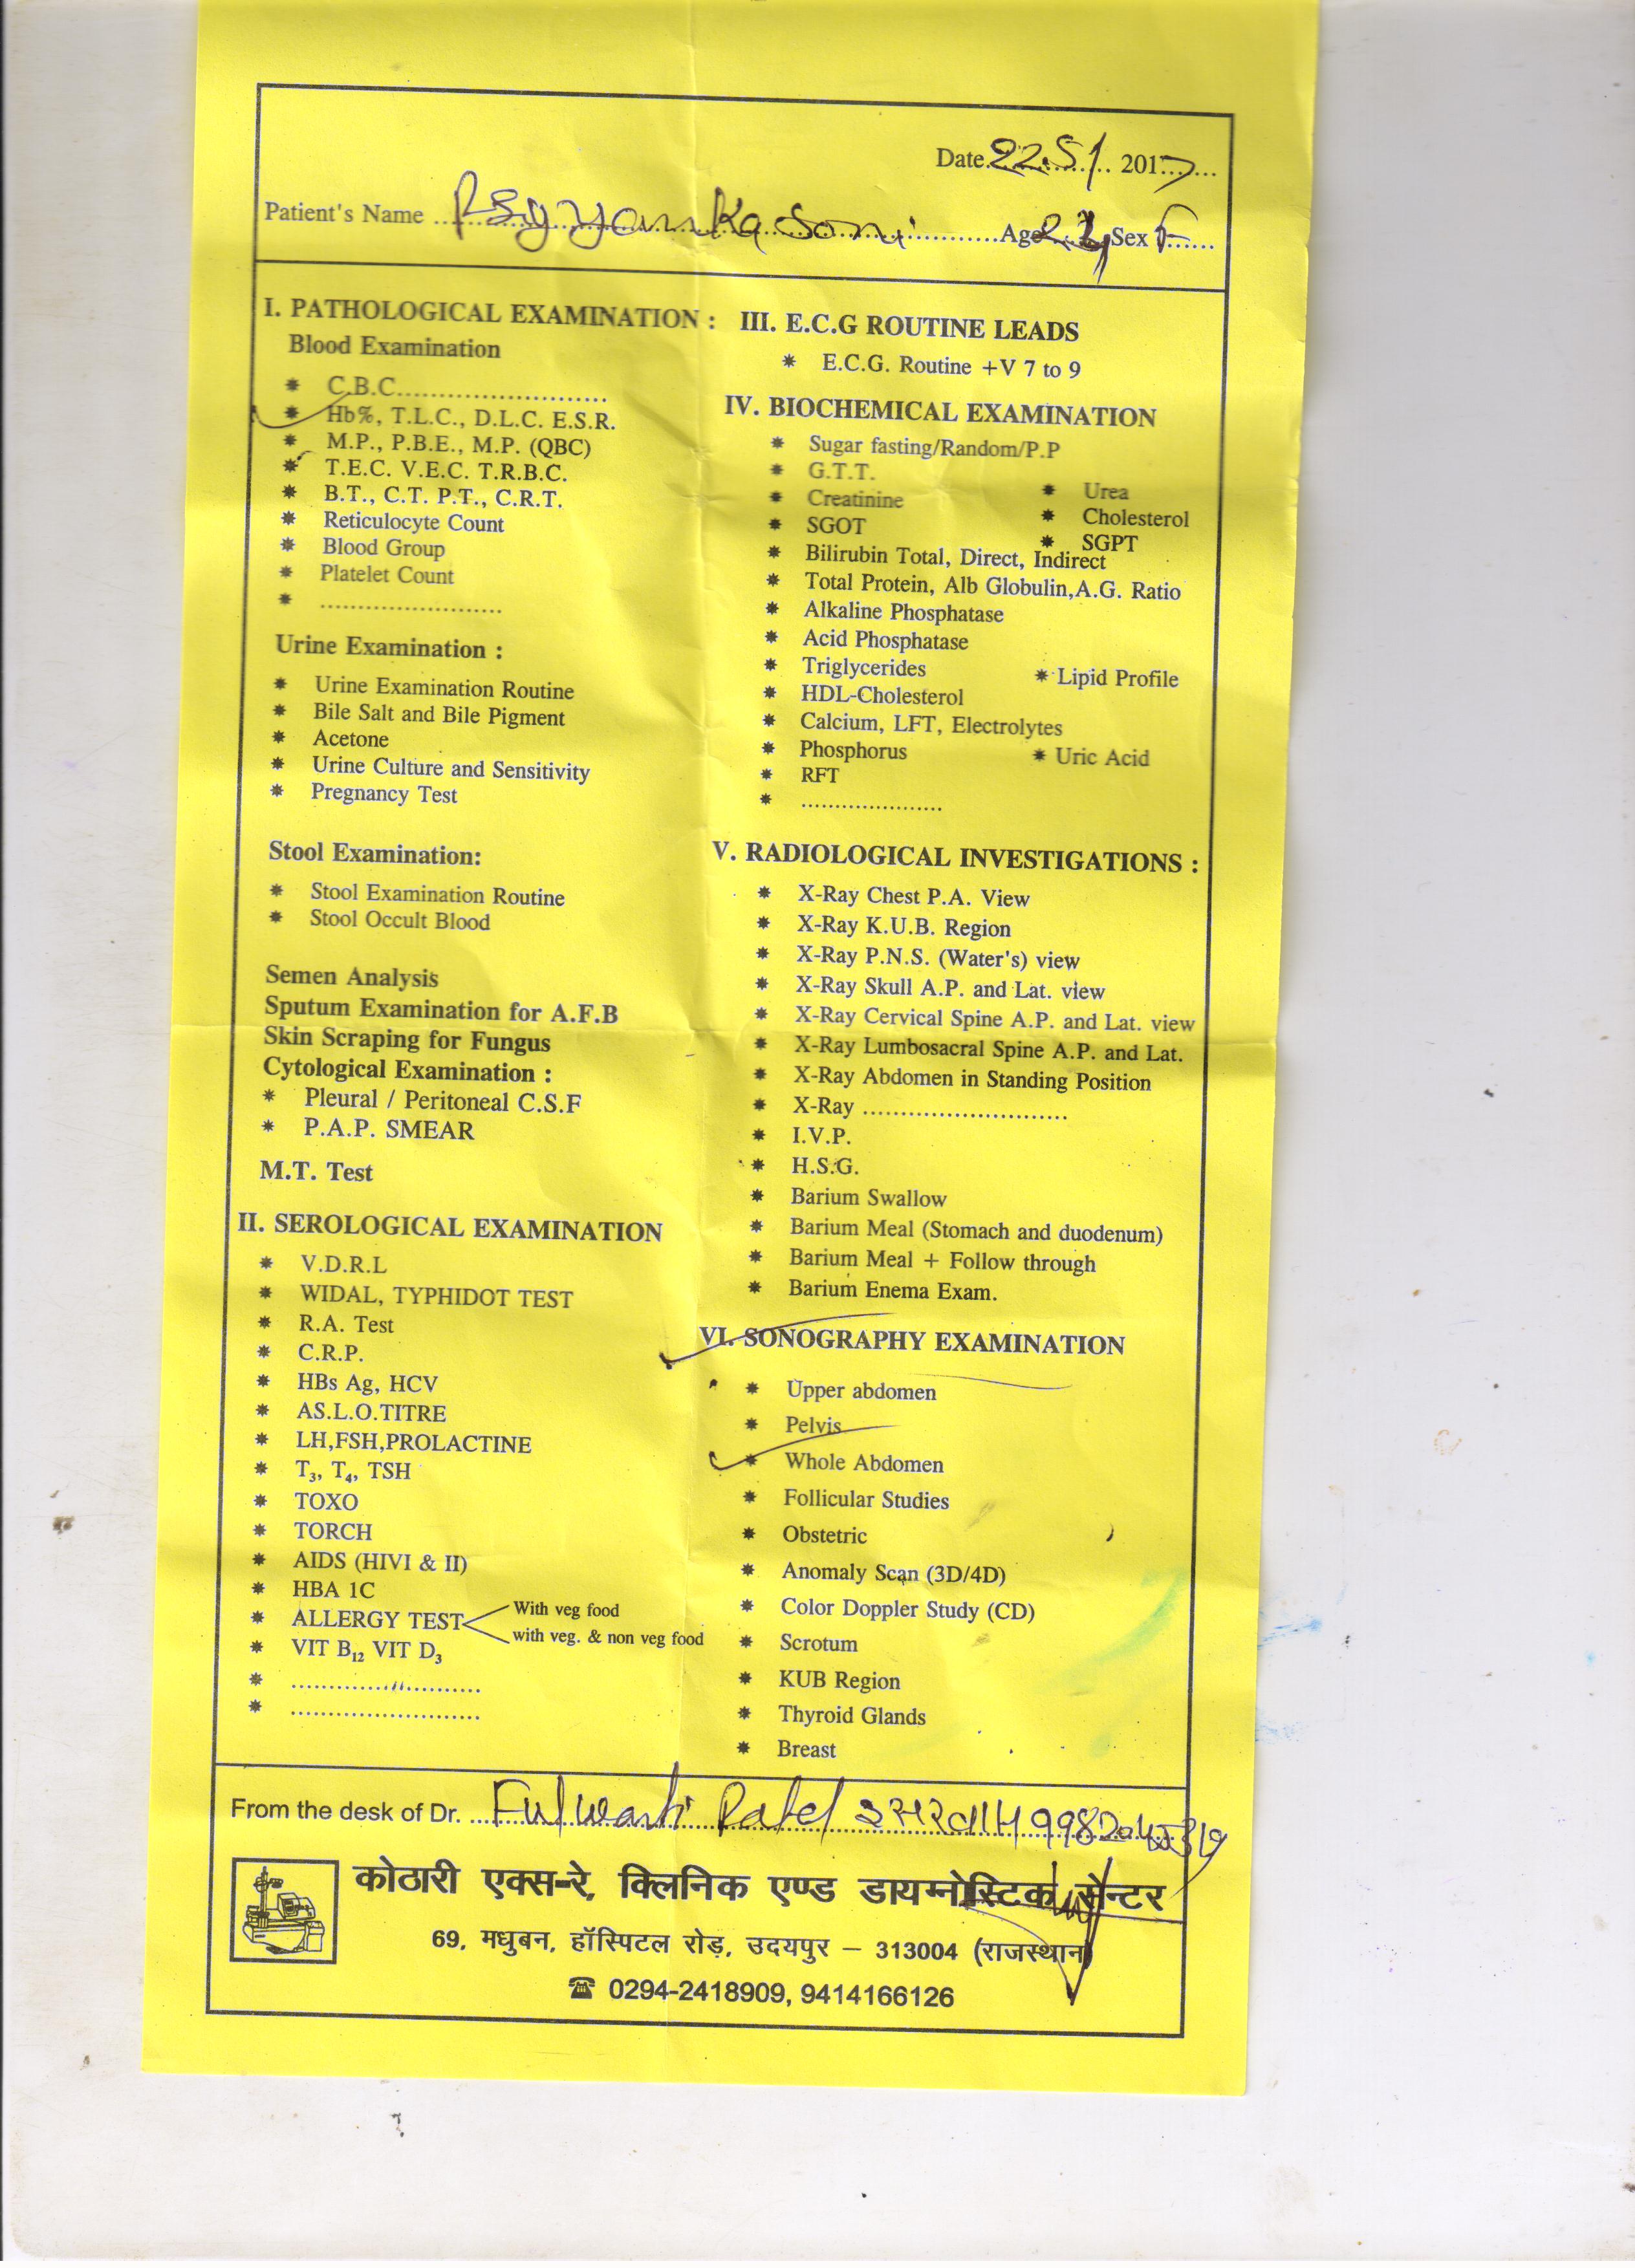 Date 22.5/. 2017
Patient's Name Priyanka Soni Age Sex F
I. PATHOLOGICAL EXAMINATION :
Blood Examination
* C.B.C............................
* Hb%, T.L.C., D.L.C. E.S.R.
* M.P., P.B.E., M.P. (QBC)
* T.E.C. V.E.C. T.R.B.C.
* B.T., C.T. P.T., C.R.T.
* Reticulocyte Count
* Blood Group
* Platelet Count
* ........................
Urine Examination :
* Urine Examination Routine
* Bile Salt and Bile Pigment
* Acetone
* Urine Culture and Sensitivity
* Pregnancy Test
Stool Examination:
* Stool Examination Routine
* Stool Occult Blood
Semen Analysis
Sputum Examination for A.F.B
Skin Scraping for Fungus
Cytological Examination :
* Pleural / Peritoneal C.S.F
* P.A.P. SMEAR
M.T. Test
II. SEROLOGICAL EXAMINATION
* V.D.R.L
* WIDAL, TYPHIDOT TEST
* R.A. Test
* C.R.P.
* HBs Ag, HCV
* AS.L.O.TITRE
* LH,FSH,PROLACTINE
* T3, T4, TSH
* TOXO
* TORCH
* AIDS (HIVI & II)
* HBA 1C
* ALLERGY TEST
With veg food
with veg. & non veg food
* VIT B12 VIT D3
* .........................
* .........................
III. E.C.G ROUTINE LEADS
* E.C.G. Routine +V 7 to 9
IV. BIOCHEMICAL EXAMINATION
* Sugar fasting/Random/P.P
* G.T.T.
* Creatinine * Urea
* SGOT * Cholesterol
* SGPT
* Bilirubin Total, Direct, Indirect
* Total Protein, Alb Globulin,A.G. Ratio
* Alkaline Phosphatase
* Acid Phosphatase
* Triglycerides * Lipid Profile
* HDL-Cholesterol
* Calcium, LFT, Electrolytes
* Phosphorus * Uric Acid
* RFT
* .....................
V. RADIOLOGICAL INVESTIGATIONS :
* X-Ray Chest P.A. View
* X-Ray K.U.B. Region
* X-Ray P.N.S. (Water's) view
* X-Ray Skull A.P. and Lat. view
* X-Ray Cervical Spine A.P. and Lat. view
* X-Ray Lumbosacral Spine A.P. and Lat.
* X-Ray Abdomen in Standing Position
* X-Ray ...........................
* I.V.P.
* H.S.G.
* Barium Swallow
* Barium Meal (Stomach and duodenum)
* Barium Meal + Follow through
* Barium Enema Exam.
VI. SONOGRAPHY EXAMINATION
* Upper abdomen
* Pelvis
* Whole Abdomen
* Follicular Studies
* Obstetric
* Anomaly Scan (3D/4D)
* Color Doppler Study (CD)
* Scrotum
* KUB Region
* Thyroid Glands
* Breast
From the desk of Dr. Patel
कोठारी एक्स-रे, क्लिनिक एण्ड डायग्नोस्टिक सेन्टर
69, मधुबन, हॉस्पिटल रोड़, उदयपुर – 313004 (राजस्थान)
☎ 0294-2418909, 9414166126